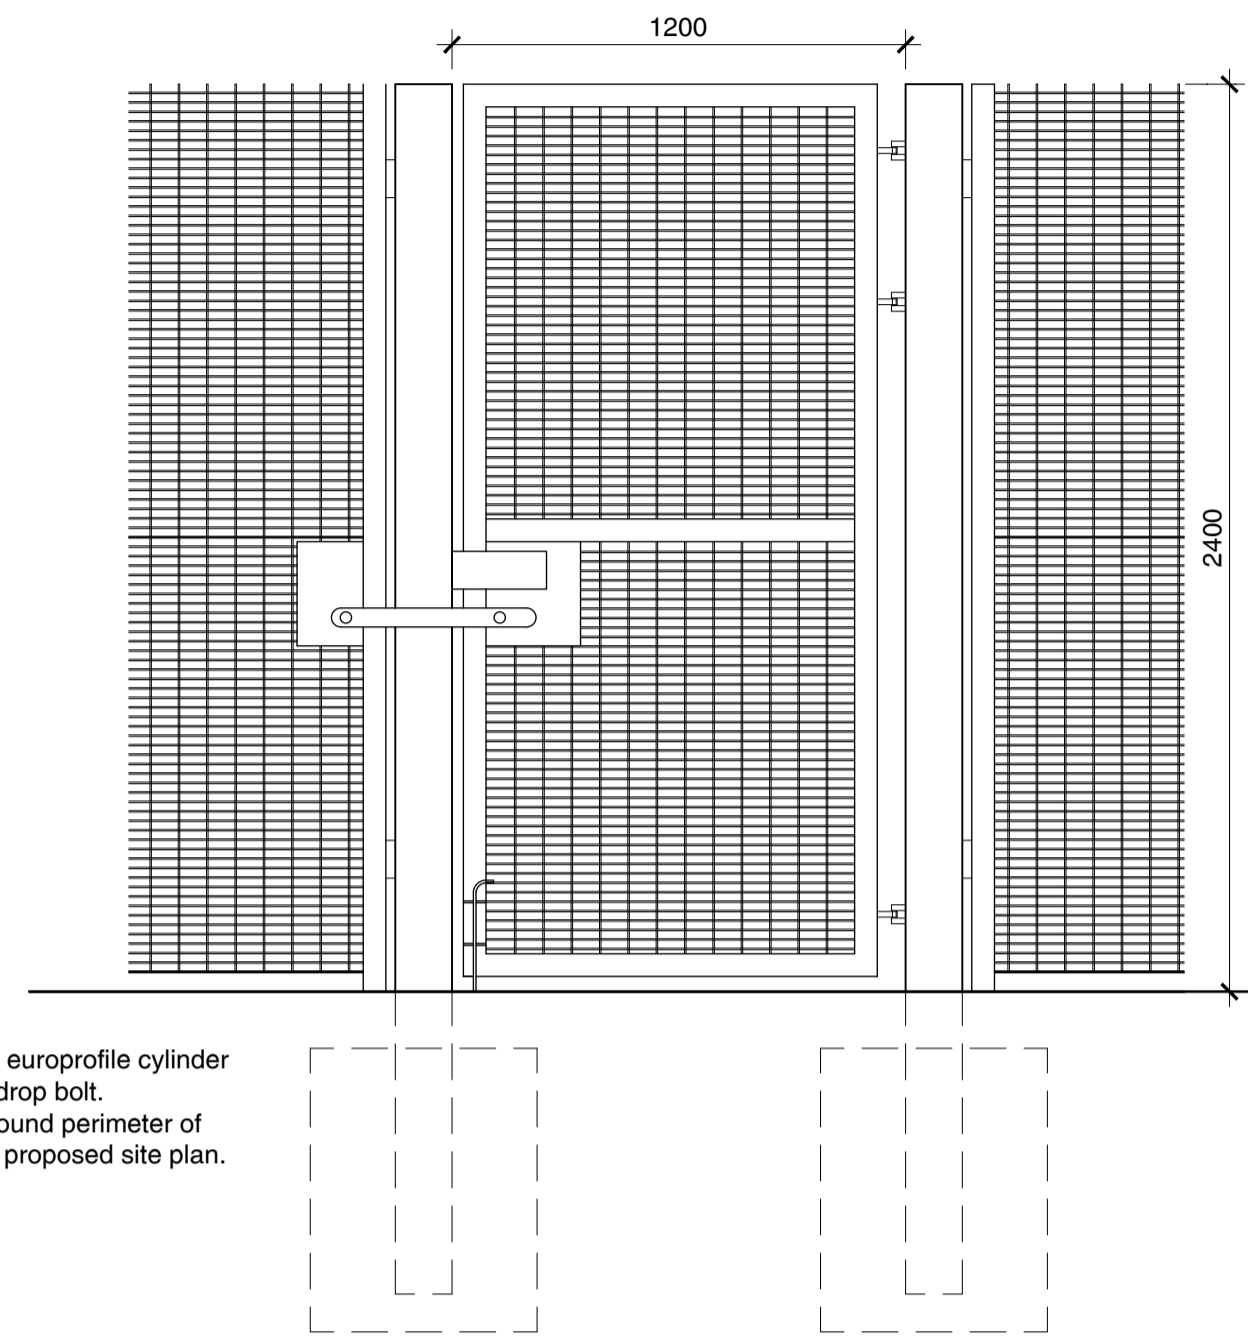 1200
2400
europrofile cylinder
drop bolt.
ound perimeter of
proposed site plan.